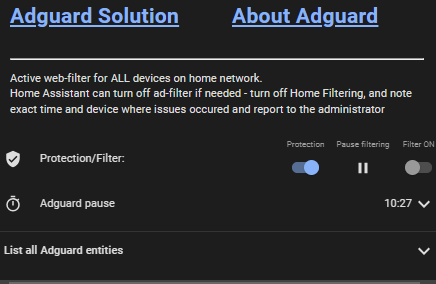 Adguard Solution About Adguard
Active web-filter for ALL devices on home network.
Home Assistant can turn off ad-filter if needed - turn off Home Filtering, and note
exact time and device where issues occured and report to the administrator
Protection Pause filtering Filter ON
Protection/Filter:
Adguard pause 10:27
List all Adguard entities